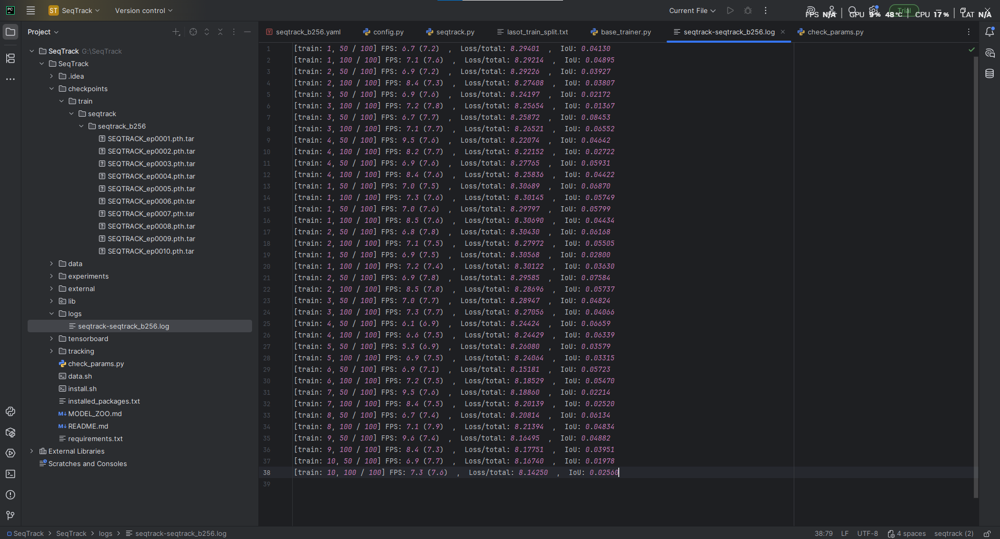 PC
ST SeqTrack
Version control
Current File
Trial
FPS N/A | GPU 9% 48°C | CPU 17% | LAT N/A
Project
SeqTrack G:\SeqTrack
SeqTrack
.idea
checkpoints
train
seqtrack
seqtrack_b256
SEQTRACK_ep0001.pth.tar
SEQTRACK_ep0002.pth.tar
SEQTRACK_ep0003.pth.tar
SEQTRACK_ep0004.pth.tar
SEQTRACK_ep0005.pth.tar
SEQTRACK_ep0006.pth.tar
SEQTRACK_ep0007.pth.tar
SEQTRACK_ep0008.pth.tar
SEQTRACK_ep0009.pth.tar
SEQTRACK_ep0010.pth.tar
data
experiments
external
lib
logs
seqtrack-seqtrack_b256.log
tensorboard
tracking
check_params.py
data.sh
install.sh
installed_packages.txt
M↓ MODEL_ZOO.md
M↓ README.md
requirements.txt
External Libraries
Scratches and Consoles
seqtrack_b256.yaml config.py seqtrack.py lasot_train_split.txt base_trainer.py seqtrack-seqtrack_b256.log check_params.py
1 [train: 1, 50 / 100] FPS: 6.7 (7.2) , Loss/total: 8.29401 , IoU: 0.04130
2 [train: 1, 100 / 100] FPS: 7.1 (7.6) , Loss/total: 8.29214 , IoU: 0.04895
3 [train: 2, 50 / 100] FPS: 6.9 (7.2) , Loss/total: 8.29226 , IoU: 0.03927
4 [train: 2, 100 / 100] FPS: 8.4 (7.3) , Loss/total: 8.27408 , IoU: 0.03807
5 [train: 3, 50 / 100] FPS: 6.9 (7.6) , Loss/total: 8.24197 , IoU: 0.02172
6 [train: 3, 100 / 100] FPS: 7.2 (7.8) , Loss/total: 8.25654 , IoU: 0.01367
7 [train: 3, 50 / 100] FPS: 6.7 (7.7) , Loss/total: 8.25872 , IoU: 0.08453
8 [train: 3, 100 / 100] FPS: 7.1 (7.7) , Loss/total: 8.26521 , IoU: 0.06552
9 [train: 4, 50 / 100] FPS: 9.5 (7.6) , Loss/total: 8.22074 , IoU: 0.04642
10 [train: 4, 100 / 100] FPS: 8.2 (7.7) , Loss/total: 8.22152 , IoU: 0.02722
11 [train: 4, 50 / 100] FPS: 6.9 (7.6) , Loss/total: 8.27765 , IoU: 0.05931
12 [train: 4, 100 / 100] FPS: 8.4 (7.6) , Loss/total: 8.25836 , IoU: 0.04422
13 [train: 1, 50 / 100] FPS: 7.0 (7.5) , Loss/total: 8.30689 , IoU: 0.06870
14 [train: 1, 100 / 100] FPS: 7.3 (7.6) , Loss/total: 8.30145 , IoU: 0.05749
15 [train: 1, 50 / 100] FPS: 7.0 (7.6) , Loss/total: 8.29797 , IoU: 0.05799
16 [train: 1, 100 / 100] FPS: 8.5 (7.6) , Loss/total: 8.30690 , IoU: 0.04434
17 [train: 2, 50 / 100] FPS: 6.8 (7.8) , Loss/total: 8.30430 , IoU: 0.06168
18 [train: 2, 100 / 100] FPS: 7.1 (7.5) , Loss/total: 8.27972 , IoU: 0.05505
19 [train: 1, 50 / 100] FPS: 6.9 (7.5) , Loss/total: 8.30568 , IoU: 0.02800
20 [train: 1, 100 / 100] FPS: 7.2 (7.4) , Loss/total: 8.30122 , IoU: 0.03630
21 [train: 2, 50 / 100] FPS: 6.9 (7.8) , Loss/total: 8.29585 , IoU: 0.07584
22 [train: 2, 100 / 100] FPS: 8.5 (7.8) , Loss/total: 8.28696 , IoU: 0.05737
23 [train: 3, 50 / 100] FPS: 7.0 (7.7) , Loss/total: 8.28947 , IoU: 0.04824
24 [train: 3, 100 / 100] FPS: 7.3 (7.7) , Loss/total: 8.27056 , IoU: 0.04066
25 [train: 4, 50 / 100] FPS: 6.1 (6.9) , Loss/total: 8.24424 , IoU: 0.06659
26 [train: 4, 100 / 100] FPS: 6.6 (7.5) , Loss/total: 8.24429 , IoU: 0.06339
27 [train: 5, 50 / 100] FPS: 5.3 (6.9) , Loss/total: 8.26080 , IoU: 0.03579
28 [train: 5, 100 / 100] FPS: 6.9 (7.5) , Loss/total: 8.24064 , IoU: 0.03315
29 [train: 6, 50 / 100] FPS: 6.9 (7.1) , Loss/total: 8.15181 , IoU: 0.05723
30 [train: 6, 100 / 100] FPS: 7.2 (7.5) , Loss/total: 8.18529 , IoU: 0.05470
31 [train: 7, 50 / 100] FPS: 9.5 (7.6) , Loss/total: 8.18860 , IoU: 0.02214
32 [train: 7, 100 / 100] FPS: 8.4 (7.5) , Loss/total: 8.20139 , IoU: 0.02520
33 [train: 8, 50 / 100] FPS: 6.7 (7.4) , Loss/total: 8.20814 , IoU: 0.06134
34 [train: 8, 100 / 100] FPS: 7.1 (7.9) , Loss/total: 8.21394 , IoU: 0.04834
35 [train: 9, 50 / 100] FPS: 9.6 (7.4) , Loss/total: 8.16495 , IoU: 0.04882
36 [train: 9, 100 / 100] FPS: 8.4 (7.3) , Loss/total: 8.17751 , IoU: 0.03951
37 [train: 10, 50 / 100] FPS: 6.9 (7.7) , Loss/total: 8.16740 , IoU: 0.01978
38 [train: 10, 100 / 100] FPS: 7.3 (7.6) , Loss/total: 8.14250 , IoU: 0.02560
39
SeqTrack > SeqTrack > logs > seqtrack-seqtrack_b256.log
38:79 LF UTF-8 4 spaces seqtrack (2)